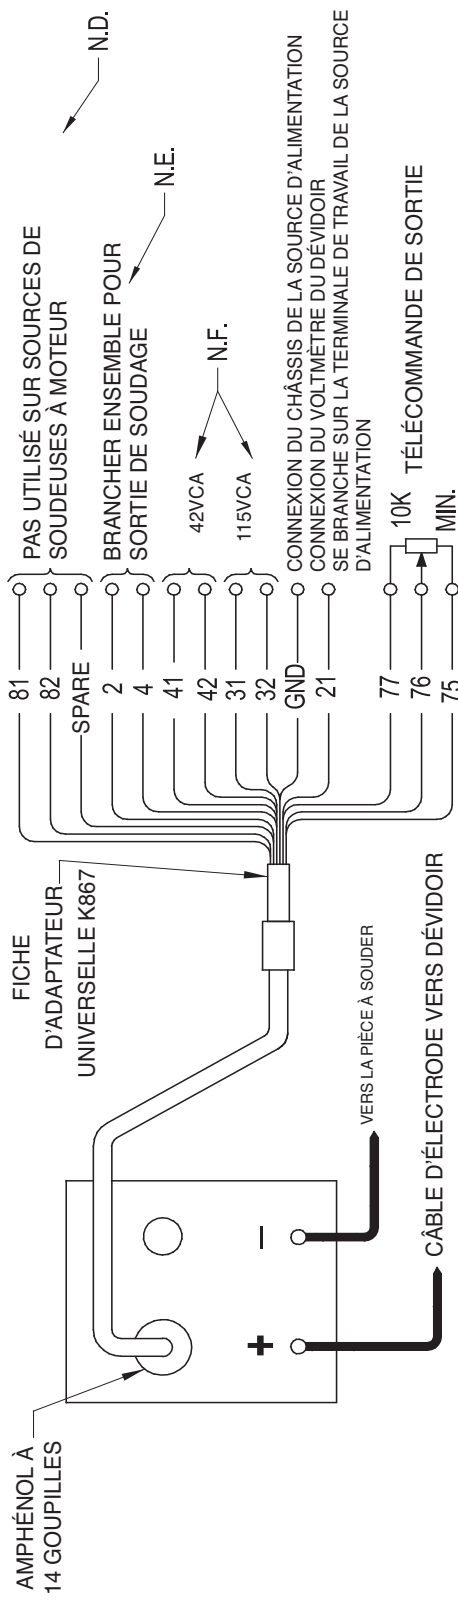 AMPHÉNOL À
14 GOUPILLES
FICHE
D'ADAPTATEUR
UNIVERSELLE K867
81
82
SPARE
2
4
41
42
31
32
GND
21
77
76
75
PAS UTILISÉ SUR SOURCES DE
SOUDEUSES À MOTEUR
N.D.
BRANCHER ENSEMBLE POUR
SORTIE DE SOUDAGE
N.E.
42VCA
115VCA
N.F.
CONNEXION DU CHÂSSIS DE LA SOURCE D'ALIMENTATION
CONNEXION DU VOLTMÈTRE DU DÉVIDOIR
SE BRANCHE SUR LA TERMINALE DE TRAVAIL DE LA SOURCE
D'ALIMENTATION
10K
TÉLÉCOMMANDE DE SORTIE
MIN.
+
–
VERS LA PIÈCE À SOUDER
CÂBLE D'ÉLECTRODE VERS DÉVIDOIR